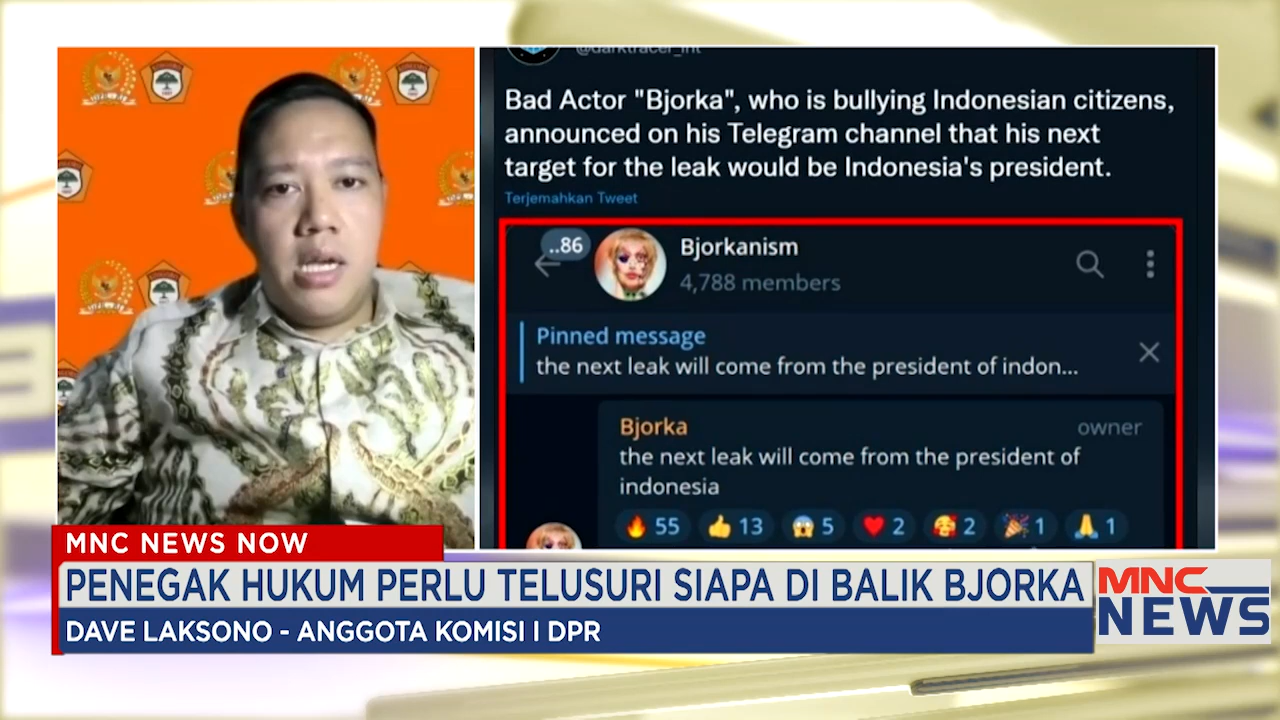 @darktracer_int
Bad Actor "Bjorka", who is bullying Indonesian citizens,
announced on his Telegram channel that his next
target for the leak would be Indonesia's president.
Terjemahkan Tweet
..86
Bjorkanism
4,788 members
Pinned message
the next leak will come from the president of indon...
Bjorka
owner
the next leak will come from the president of
indonesia
55
13
5
2
2
1
1
MNC NEWS NOW
PENEGAK HUKUM PERLU TELUSURI SIAPA DI BALIK BJORKA
DAVE LAKSONO - ANGGOTA KOMISI I DPR
MNC
NEWS